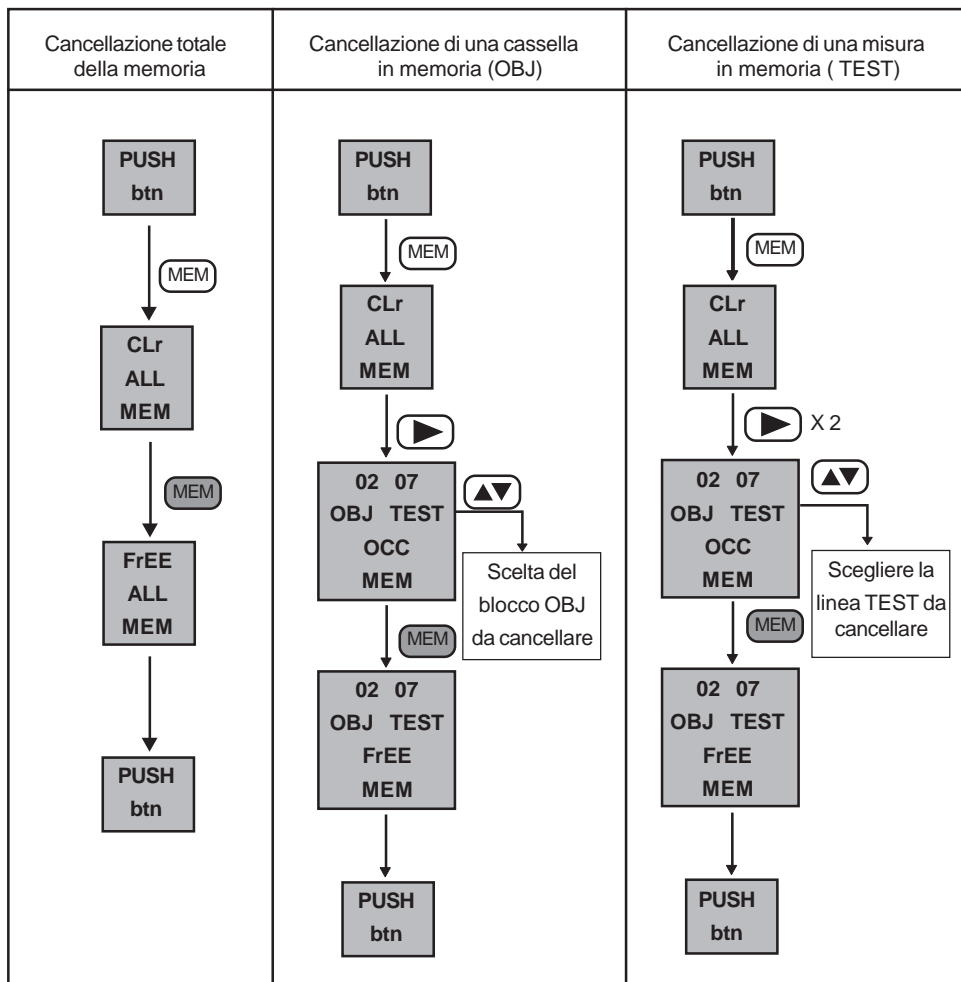 Cancellazione totale
della memoria
PUSH
btn
MEM
CLr
ALL
MEM
MEM
FrEE
ALL
MEM
PUSH
btn
Cancellazione di una cassella
in memoria (OBJ)
PUSH
btn
MEM
CLr
ALL
MEM
02 07
OBJ TEST
OCC
MEM
Scelta del
blocco OBJ
da cancellare
MEM
02 07
OBJ TEST
FrEE
MEM
PUSH
btn
Cancellazione di una misura
in memoria ( TEST)
PUSH
btn
MEM
CLr
ALL
MEM
X 2
02 07
OBJ TEST
OCC
MEM
Scegliere la
linea TEST da
cancellare
MEM
02 07
OBJ TEST
FrEE
MEM
PUSH
btn